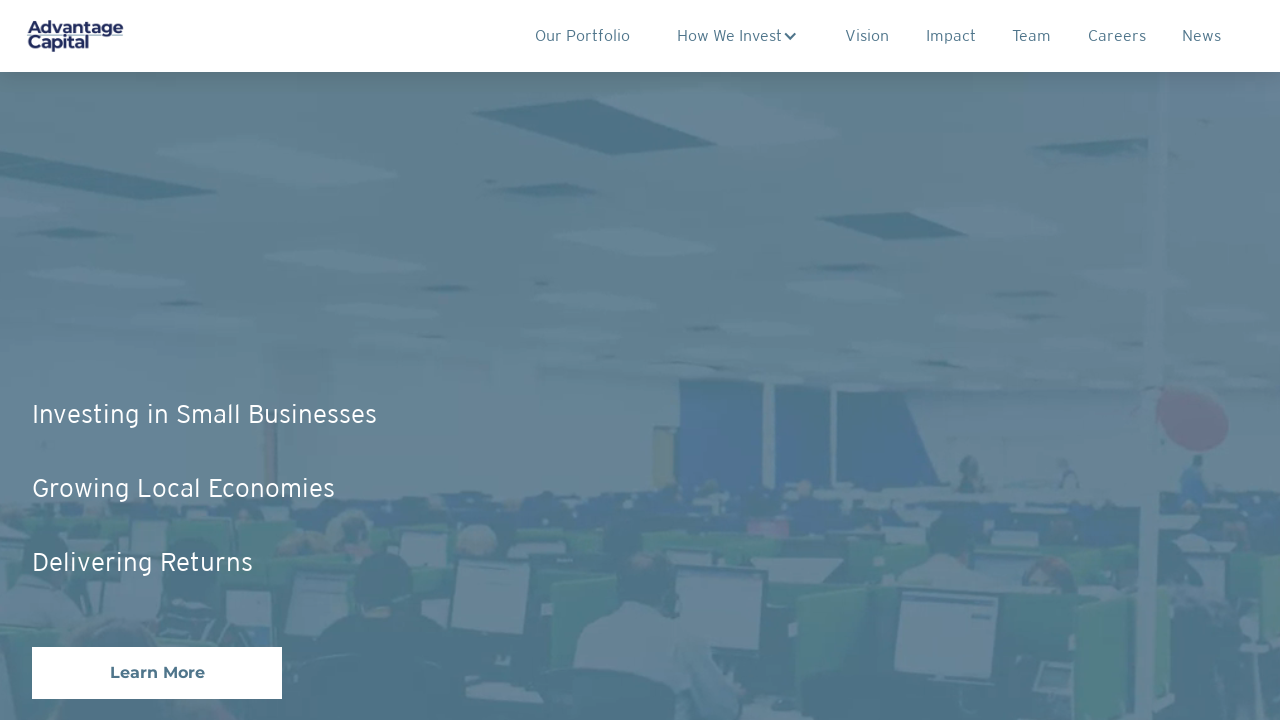 Advantage
Capital
Our Portfolio
How We Invest
Vision
Impact
Team
Careers
News
Investing in Small Businesses
Growing Local Economies
Delivering Returns
Learn More